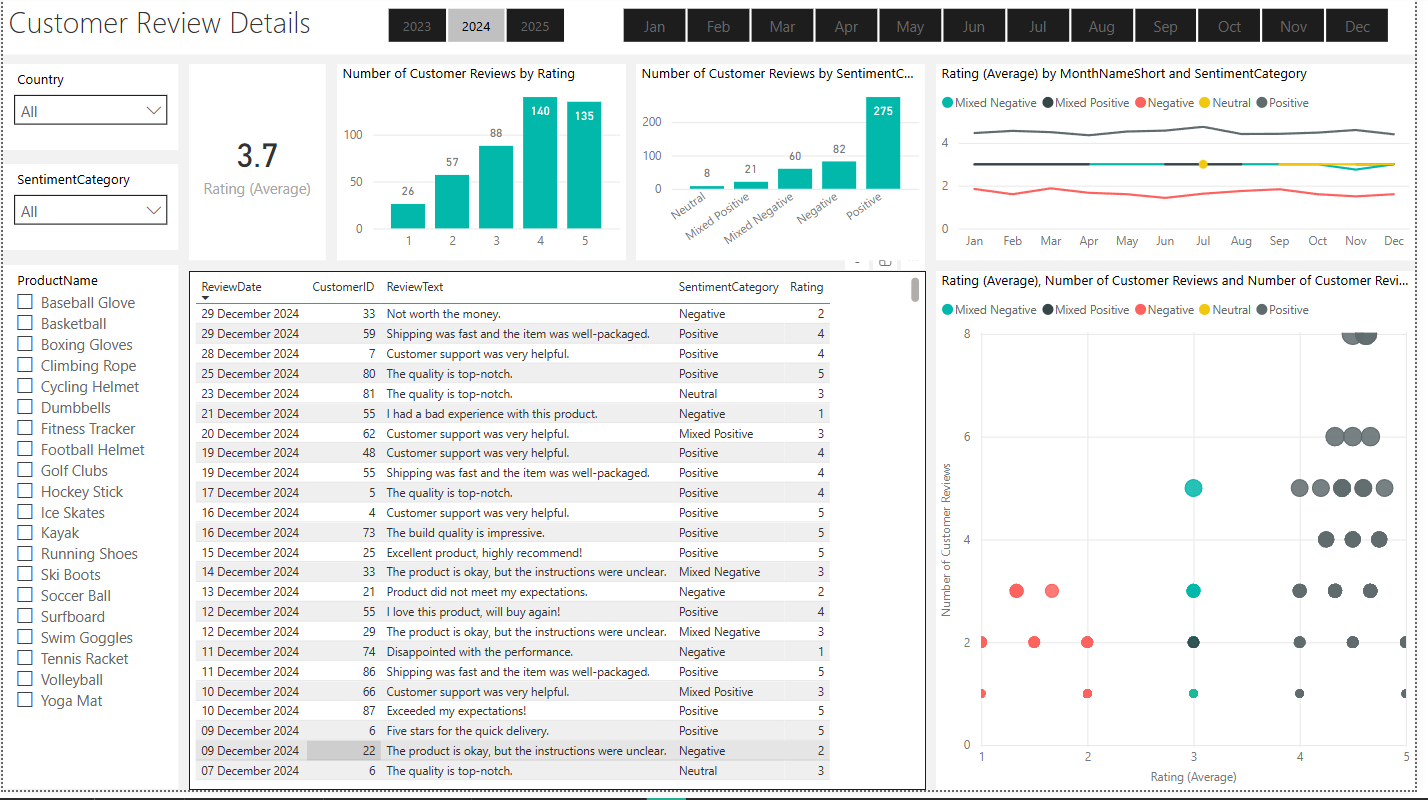 Customer Review Details
2023 2024 2025
Jan Feb Mar Apr May Jun Jul Aug Sep Oct Nov Dec
Country
All
SentimentCategory
All
ProductName
Baseball Glove
Basketball
Boxing Gloves
Climbing Rope
Cycling Helmet
Dumbbells
Fitness Tracker
Football Helmet
Golf Clubs
Hockey Stick
Ice Skates
Kayak
Running Shoes
Ski Boots
Soccer Ball
Surfboard
Swim Goggles
Tennis Racket
Volleyball
Yoga Mat
3.7
Rating (Average)
Number of Customer Reviews by Rating
100
50
0
26
57
88
140
135
1 2 3 4 5
Number of Customer Reviews by SentimentC...
200
100
0
8
21
60
82
275
Neutral
Mixed Positive
Mixed Negative
Negative
Positive
Rating (Average) by MonthNameShort and SentimentCategory
Mixed Negative Mixed Positive Negative Neutral Positive
4
2
0
Jan Feb Mar Apr May Jun Jul Aug Sep Oct Nov Dec
ReviewDate CustomerID ReviewText SentimentCategory Rating
29 December 2024 33 Not worth the money. Negative 2
29 December 2024 59 Shipping was fast and the item was well-packaged. Positive 4
28 December 2024 7 Customer support was very helpful. Positive 4
25 December 2024 80 The quality is top-notch. Positive 5
23 December 2024 81 The quality is top-notch. Neutral 3
21 December 2024 55 I had a bad experience with this product. Negative 1
20 December 2024 62 Customer support was very helpful. Mixed Positive 3
19 December 2024 48 Customer support was very helpful. Positive 4
19 December 2024 55 Shipping was fast and the item was well-packaged. Positive 4
17 December 2024 5 The quality is top-notch. Positive 4
16 December 2024 4 Customer support was very helpful. Positive 5
16 December 2024 73 The build quality is impressive. Positive 5
15 December 2024 25 Excellent product, highly recommend! Positive 5
14 December 2024 33 The product is okay, but the instructions were unclear. Mixed Negative 3
13 December 2024 21 Product did not meet my expectations. Negative 2
12 December 2024 55 I love this product, will buy again! Positive 4
12 December 2024 29 The product is okay, but the instructions were unclear. Mixed Negative 3
11 December 2024 74 Disappointed with the performance. Negative 1
11 December 2024 86 Shipping was fast and the item was well-packaged. Positive 5
10 December 2024 66 Customer support was very helpful. Mixed Positive 3
10 December 2024 87 Exceeded my expectations! Positive 5
09 December 2024 6 Five stars for the quick delivery. Positive 5
09 December 2024 22 The product is okay, but the instructions were unclear. Negative 2
07 December 2024 6 The quality is top-notch. Neutral 3
Rating (Average), Number of Customer Reviews and Number of Customer Revi...
Mixed Negative Mixed Positive Negative Neutral Positive
Number of Customer Reviews
8
6
4
2
0
1 2 3 4 5
Rating (Average)